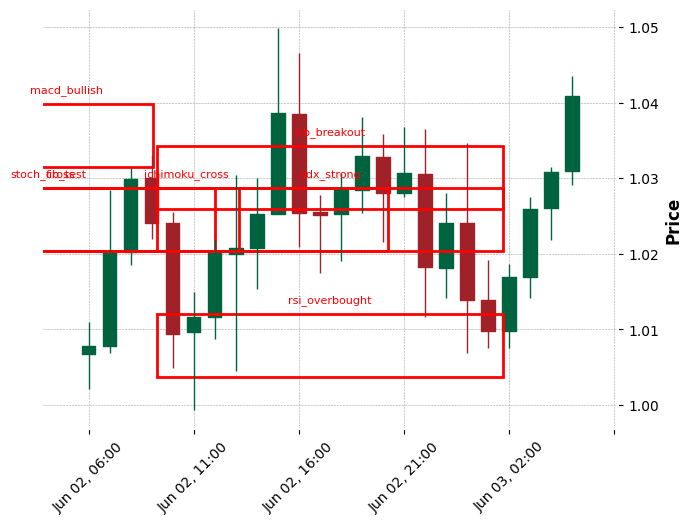 1.05
1.04
1.03
1.02
1.01
1.00
Price
macd_bullish
stoch_cross
ichimoku_cross
adx_strong
rsi_overbought
Jun 02, 06:00
Jun 02, 11:00
Jun 02, 16:00
Jun 02, 21:00
Jun 03, 02:00